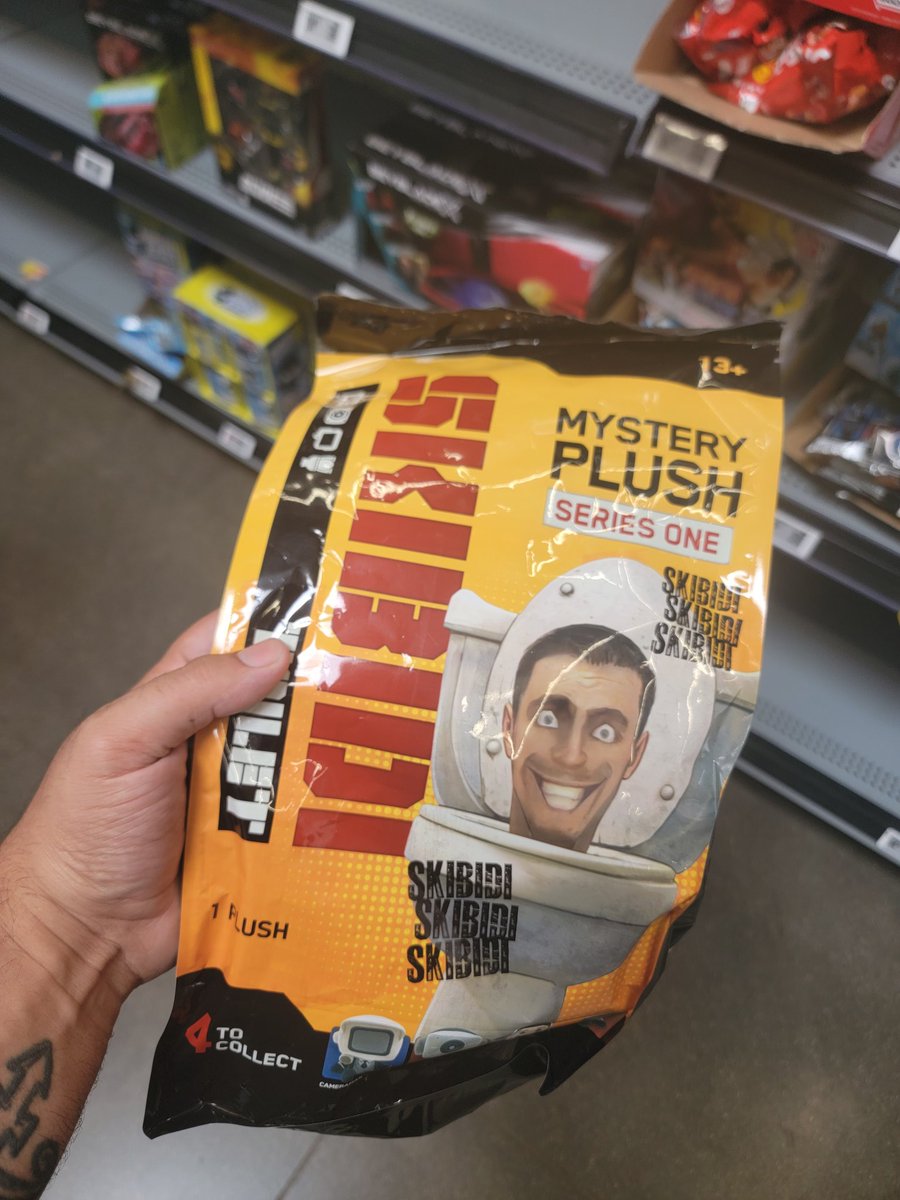 13+
MYSTERY
PLUSH
SERIES ONE
SKIBIDI
TOILET
SKIBIDI
SKIBIDI
SKIBIDI
SKIBIDI
SKIBIDI
SKIBIDI
1 PLUSH
4 TO
COLLECT